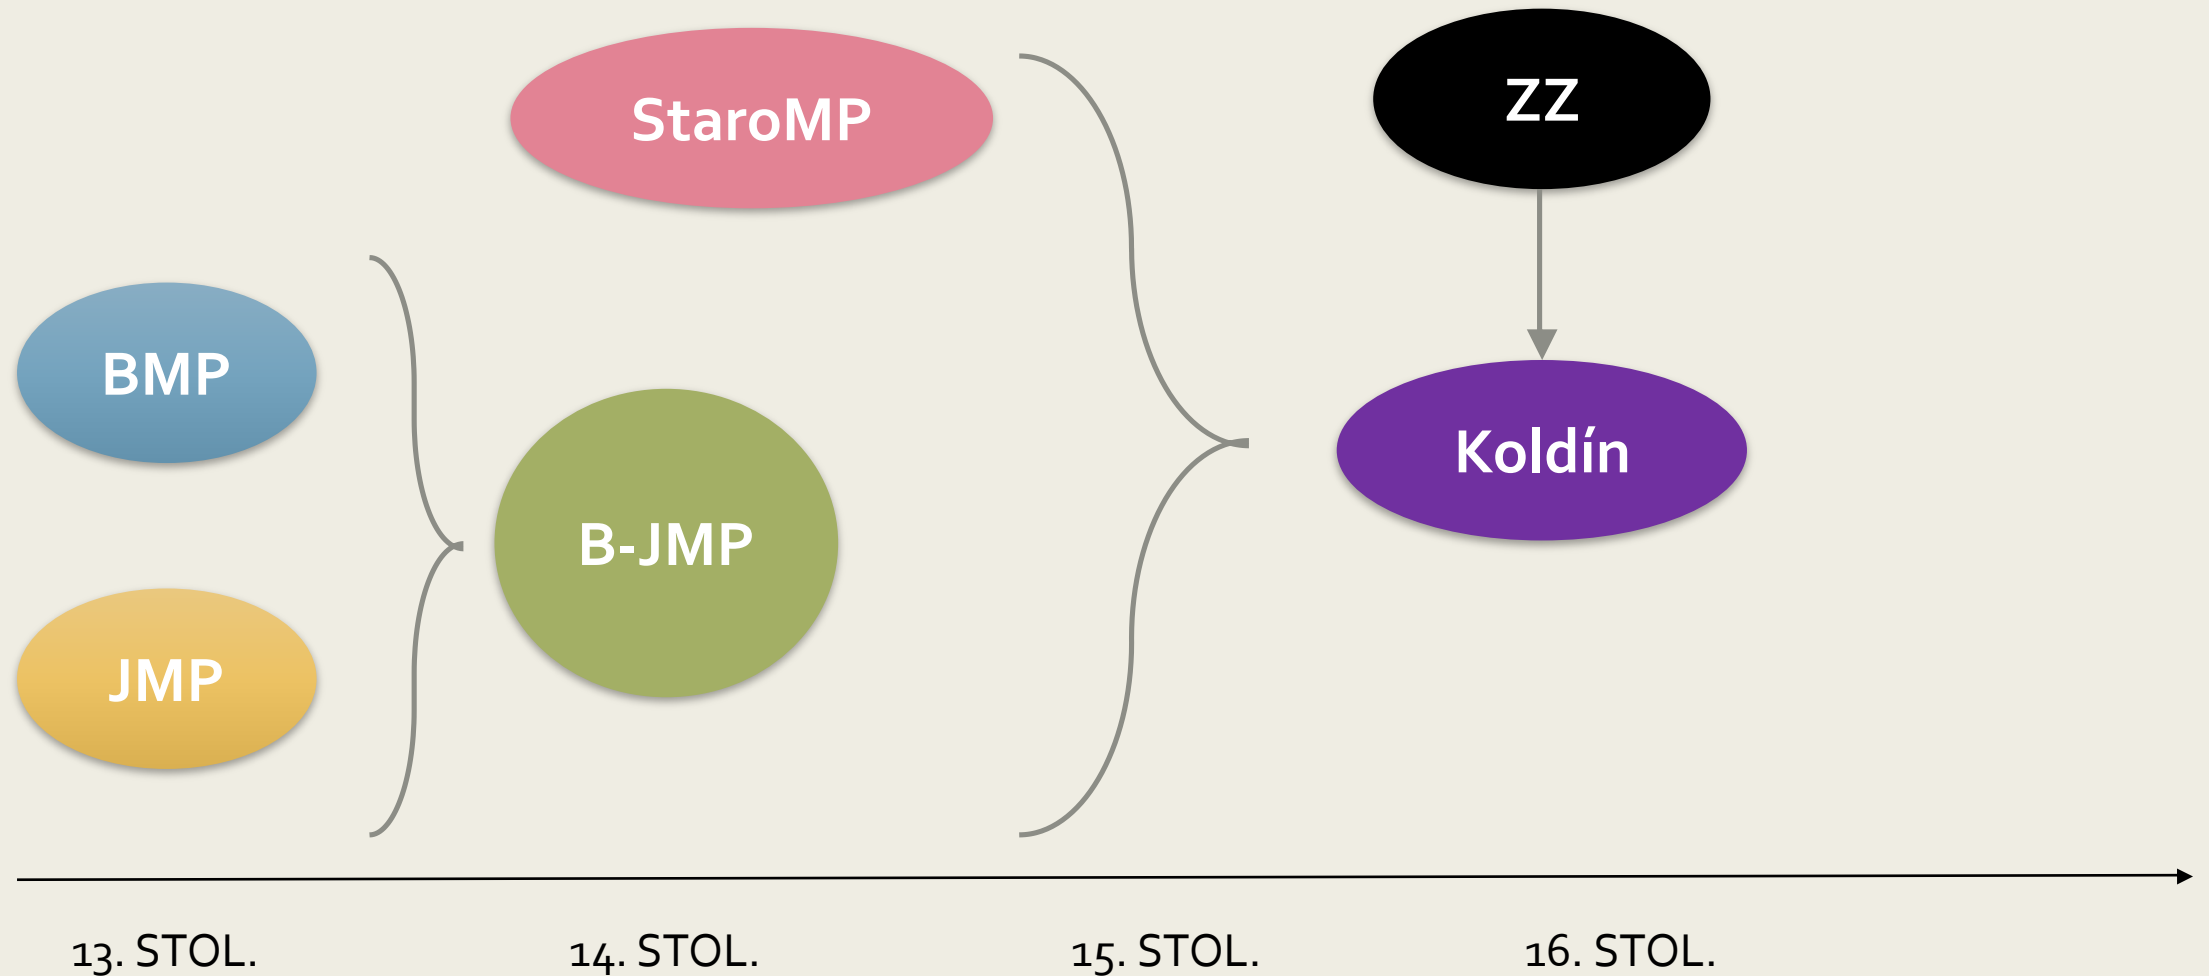 StaroMP
ZZ
BMP
Koldín
B-JMP
JMP
13. STOL.
14. STOL.
15. STOL.
16. STOL.